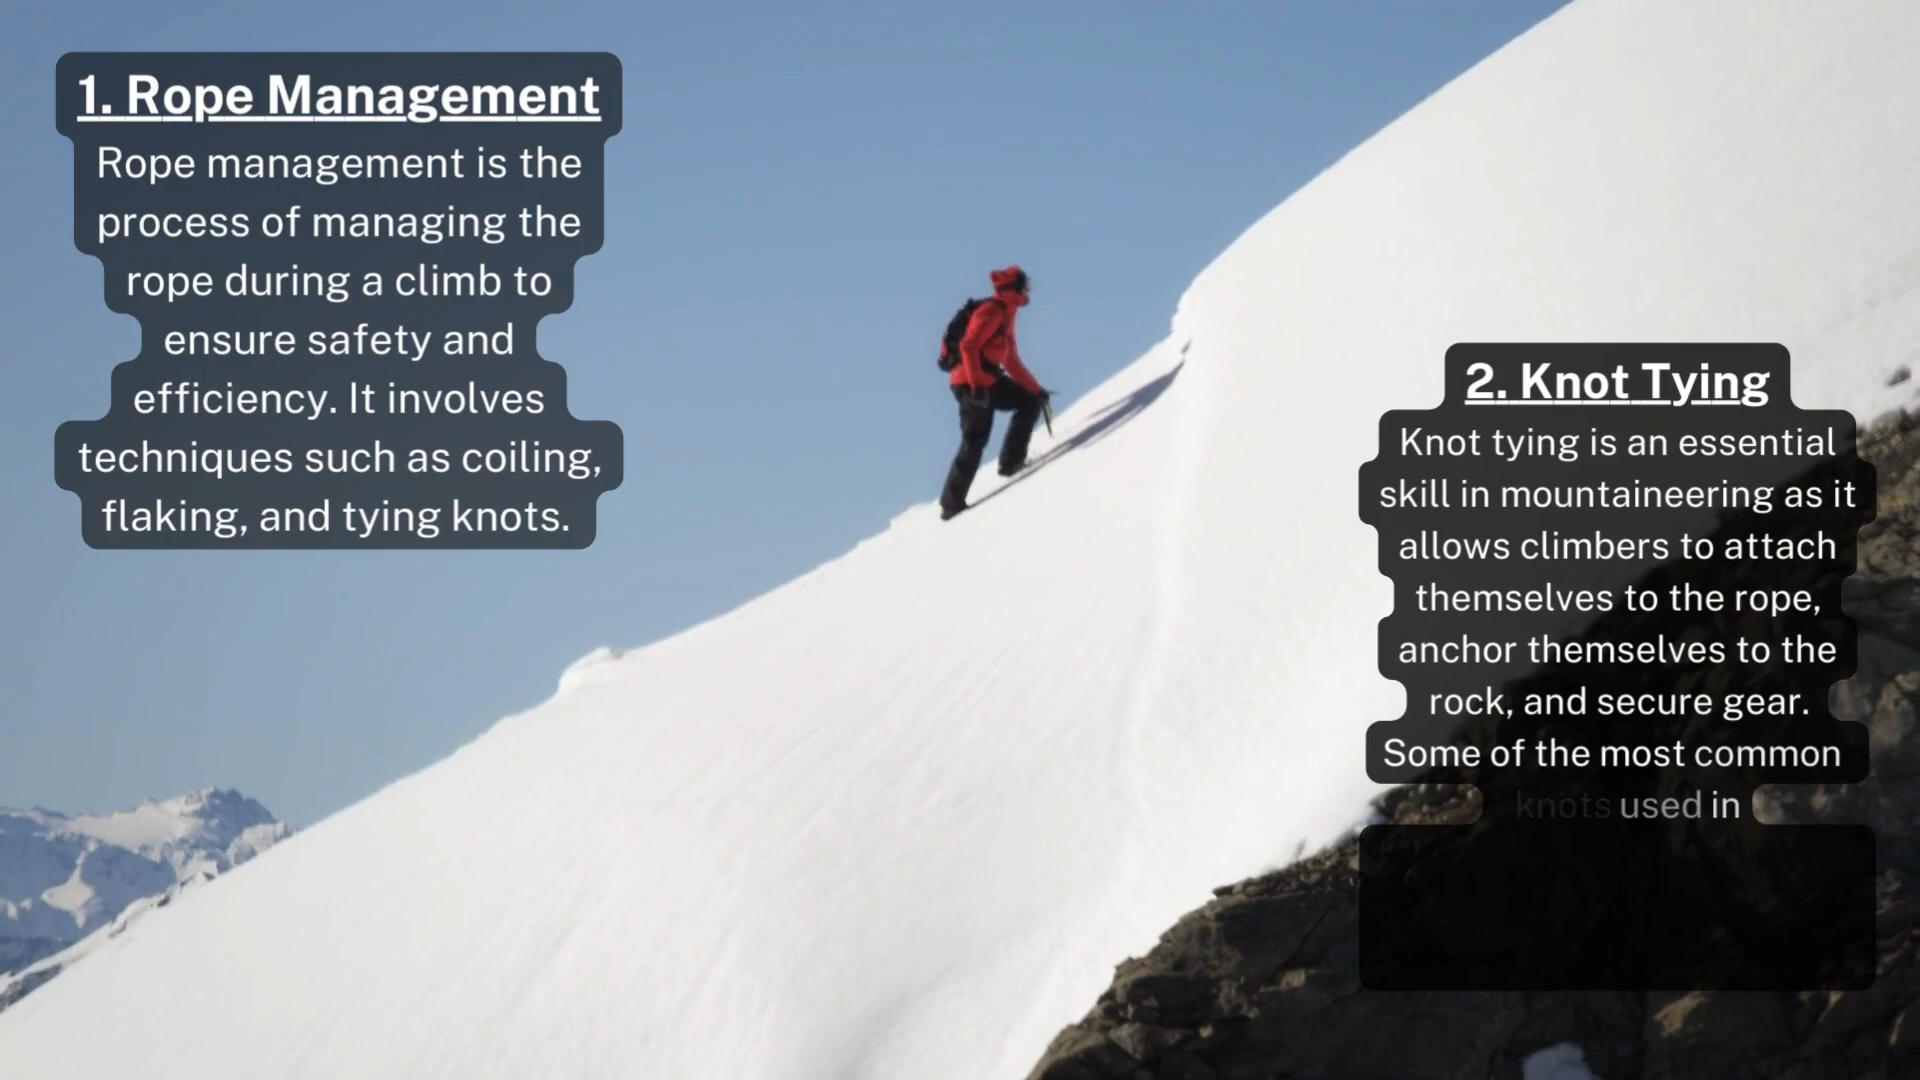 1. Rope Management
Rope management is the
process of managing the
rope during a climb to
ensure safety and
efficiency. It involves
techniques such as coiling,
flaking, and tying knots.
2. Knot Tying
Knot tying is an essential
skill in mountaineering as it
allows climbers to attach
themselves to the rope,
anchor themselves to the
rock, and secure gear.
Some of the most common
knots used in